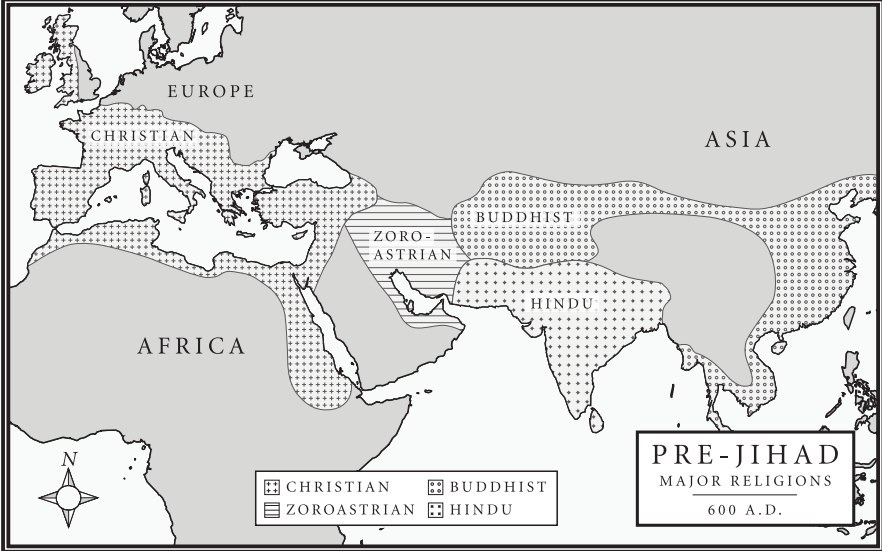 EUROPE
CHRISTIAN
ASIA
BUDDHIST
ZORO-
ASTRIAN
HINDU
AFRICA
N
CHRISTIAN
BUDDHIST
ZOROASTRIAN
HINDU
PRE-JIHAD
MAJOR RELIGIONS
600 A.D.